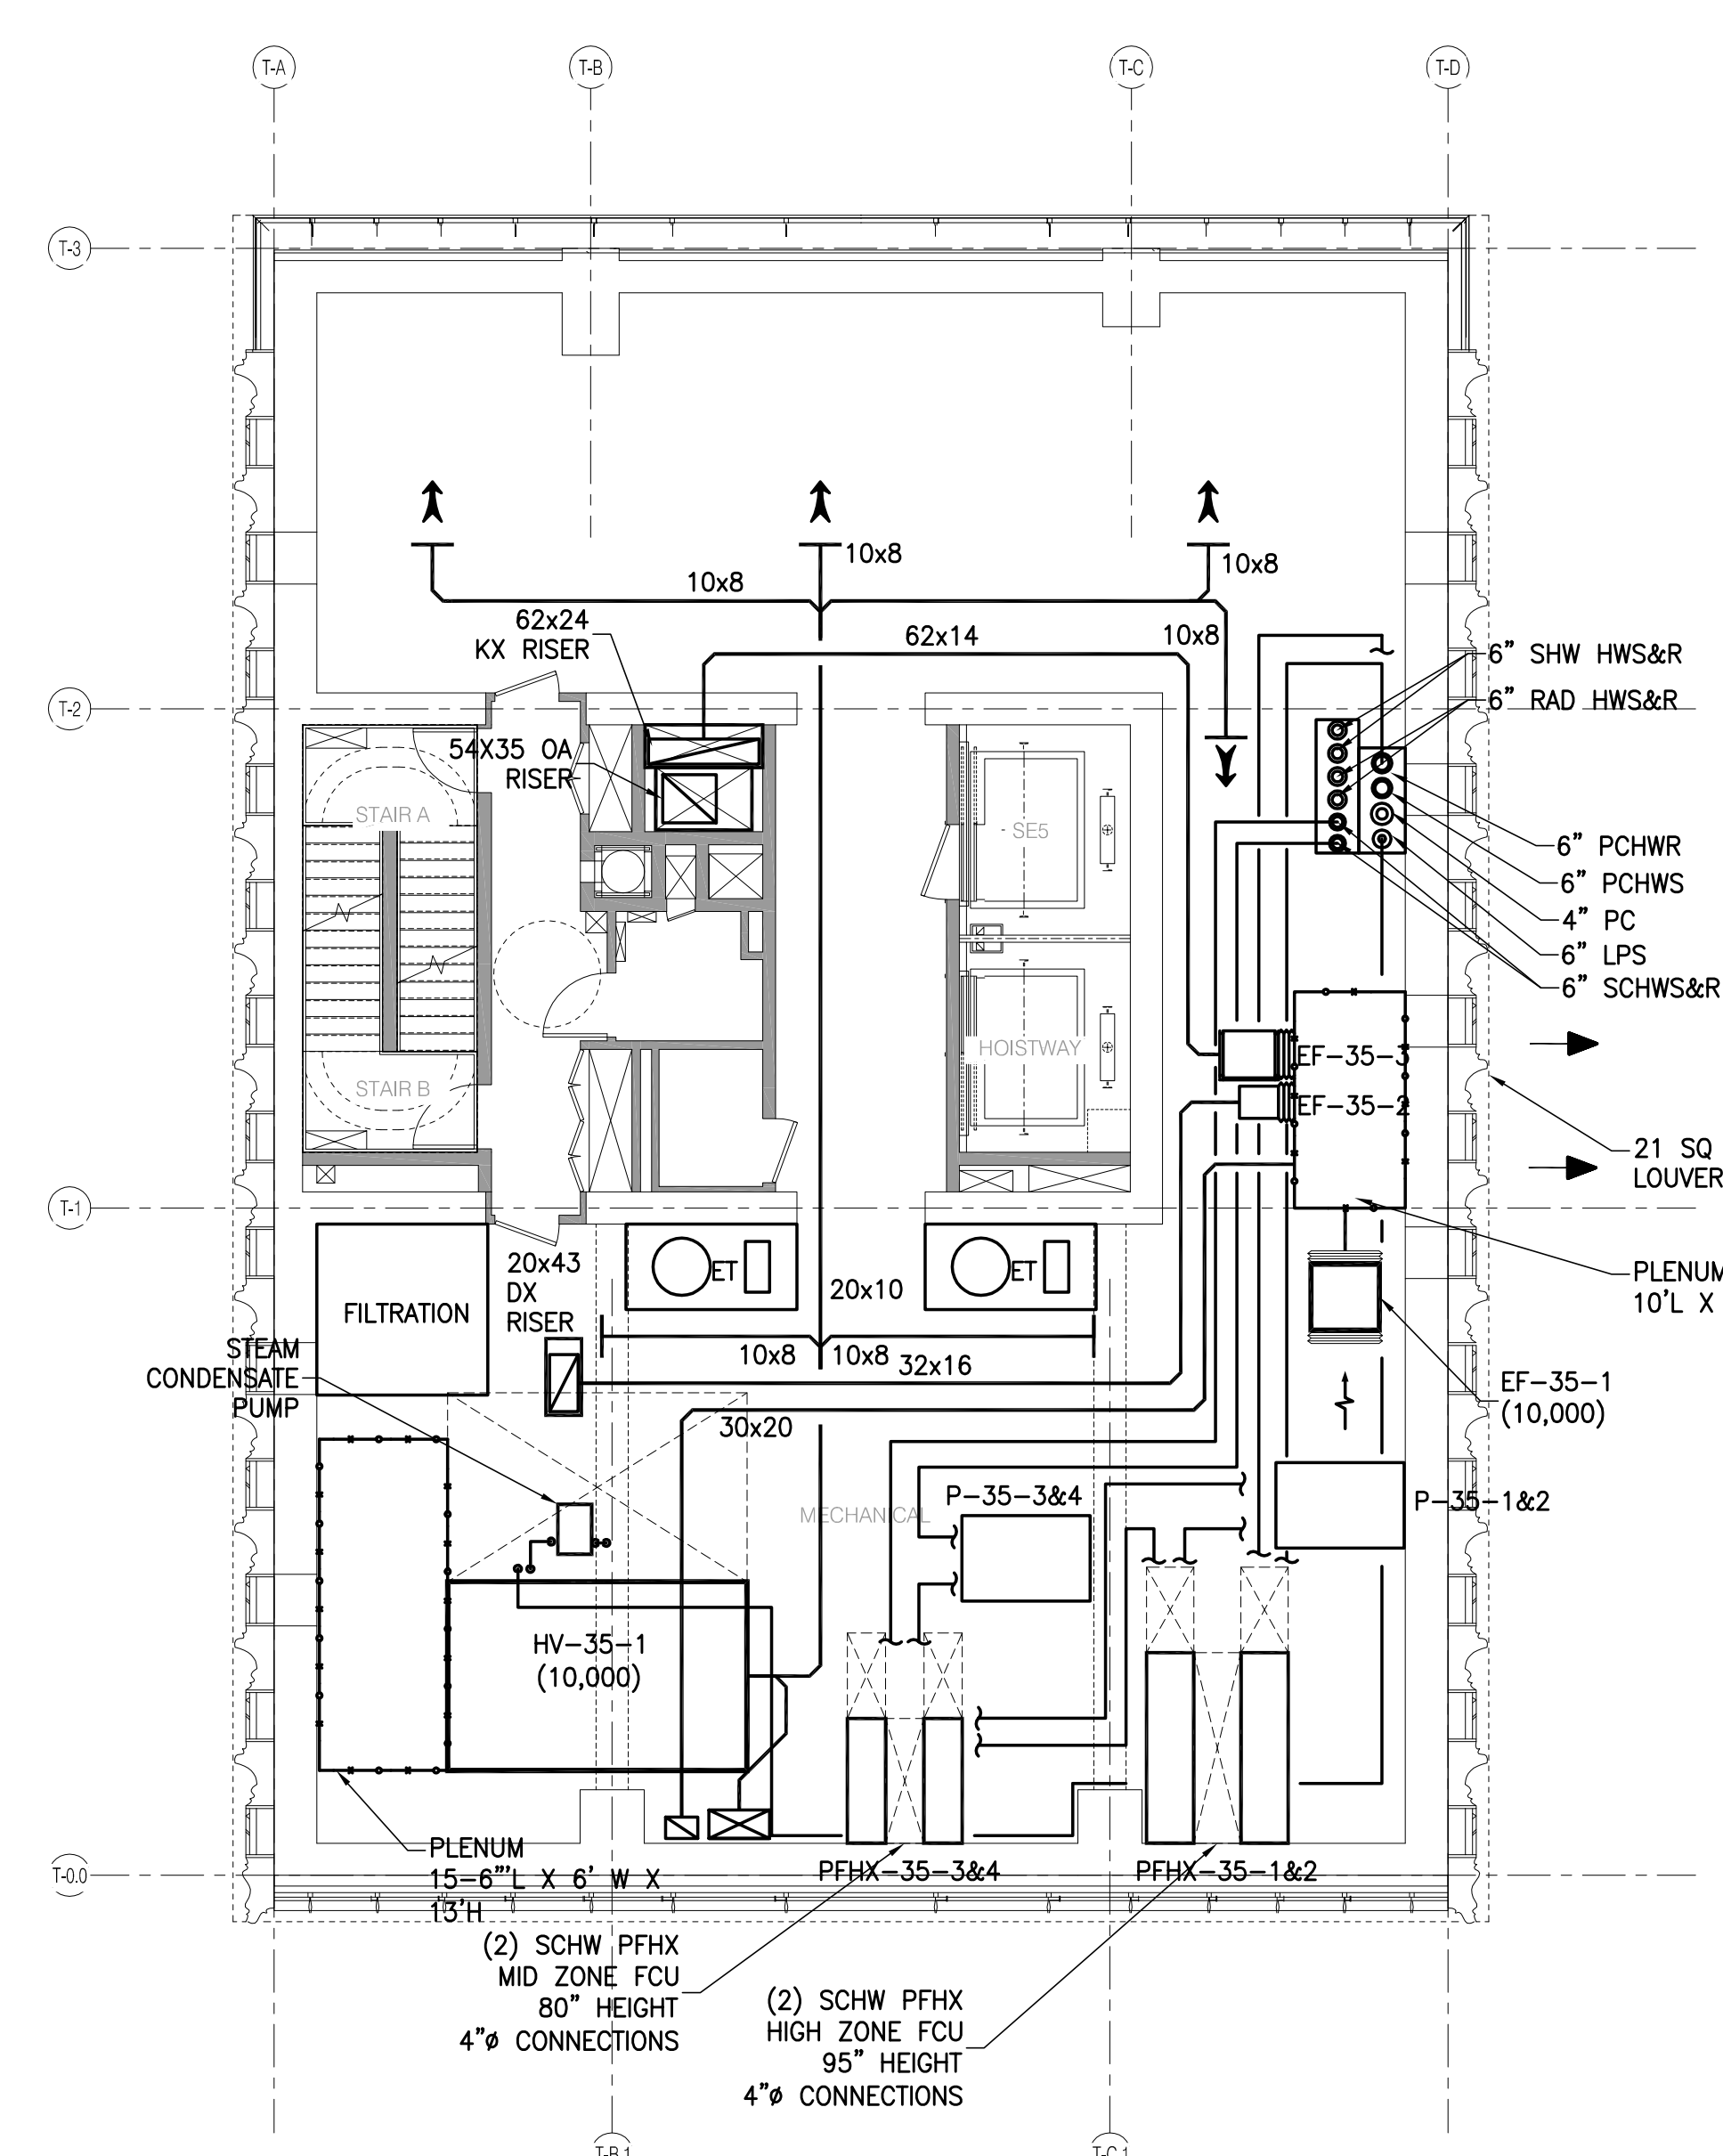 T-A
T-B
T-C
T-D
T-3
10x8
10x8
10x8
62x24
KX RISER
62x14
10x8
6" SHW HWS&R
6" RAD HWS&R
T-2
54X35 OA
RISER
STAIR A
SE5
6" PCHWR
6" PCHWS
4" PC
6" LPS
6" SCHWS&R
HOISTWAY
EF-35-3
STAIR B
EF-35-2
21 SQ
LOUVER
T-1
20x43
DX
RISER
ET
20x10
ET
PLENUM
10'L X
FILTRATION
STEAM
CONDENSATE
PUMP
10x8
10x8
32x16
EF-35-1
(10,000)
30x20
P-35-3&4
P-35-1&2
MECHANICAL
HV-35-1
(10,000)
PLENUM
15-6"'L X 6' W X
13'H
T-0.0
PFHX-35-3&4
PFHX-35-1&2
(2) SCHW PFHX
MID ZONE FCU
80" HEIGHT
4"ø CONNECTIONS
(2) SCHW PFHX
HIGH ZONE FCU
95" HEIGHT
4"ø CONNECTIONS
T-B.1
T-C.1